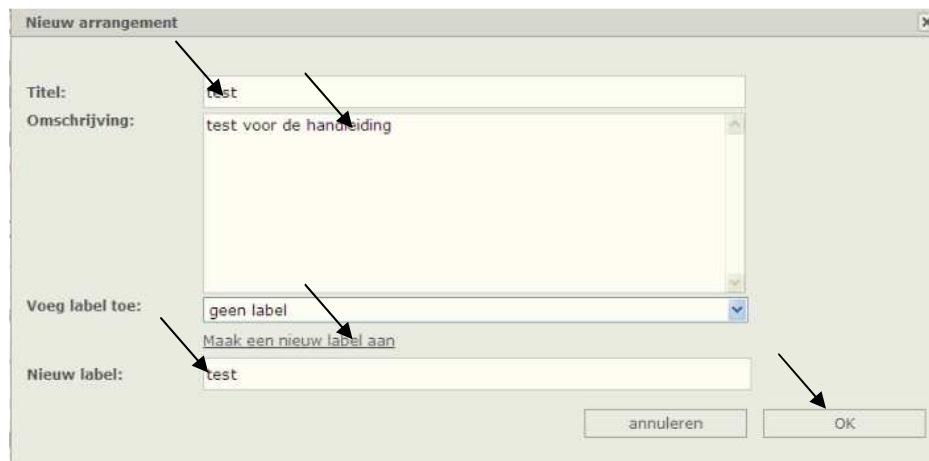 Nieuw arrangement
Titel:
test
Omschrijving:
test voor de handleiding
Voeg label toe:
geen label
Maak een nieuw label aan
Nieuw label:
test
annuleren
OK